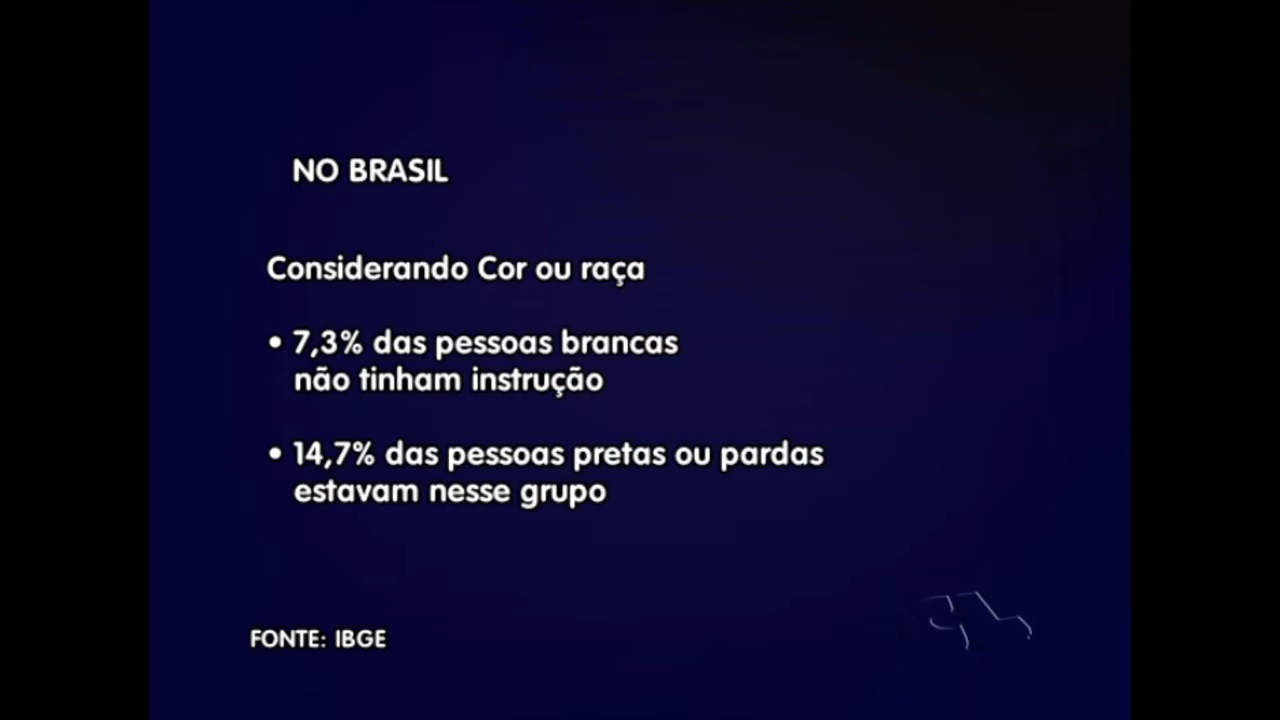 NO BRASIL
Considerando Cor ou raça
• 7,3% das pessoas brancas
não tinham instrução
• 14,7% das pessoas pretas ou pardas
estavam nesse grupo
FONTE: IBGE